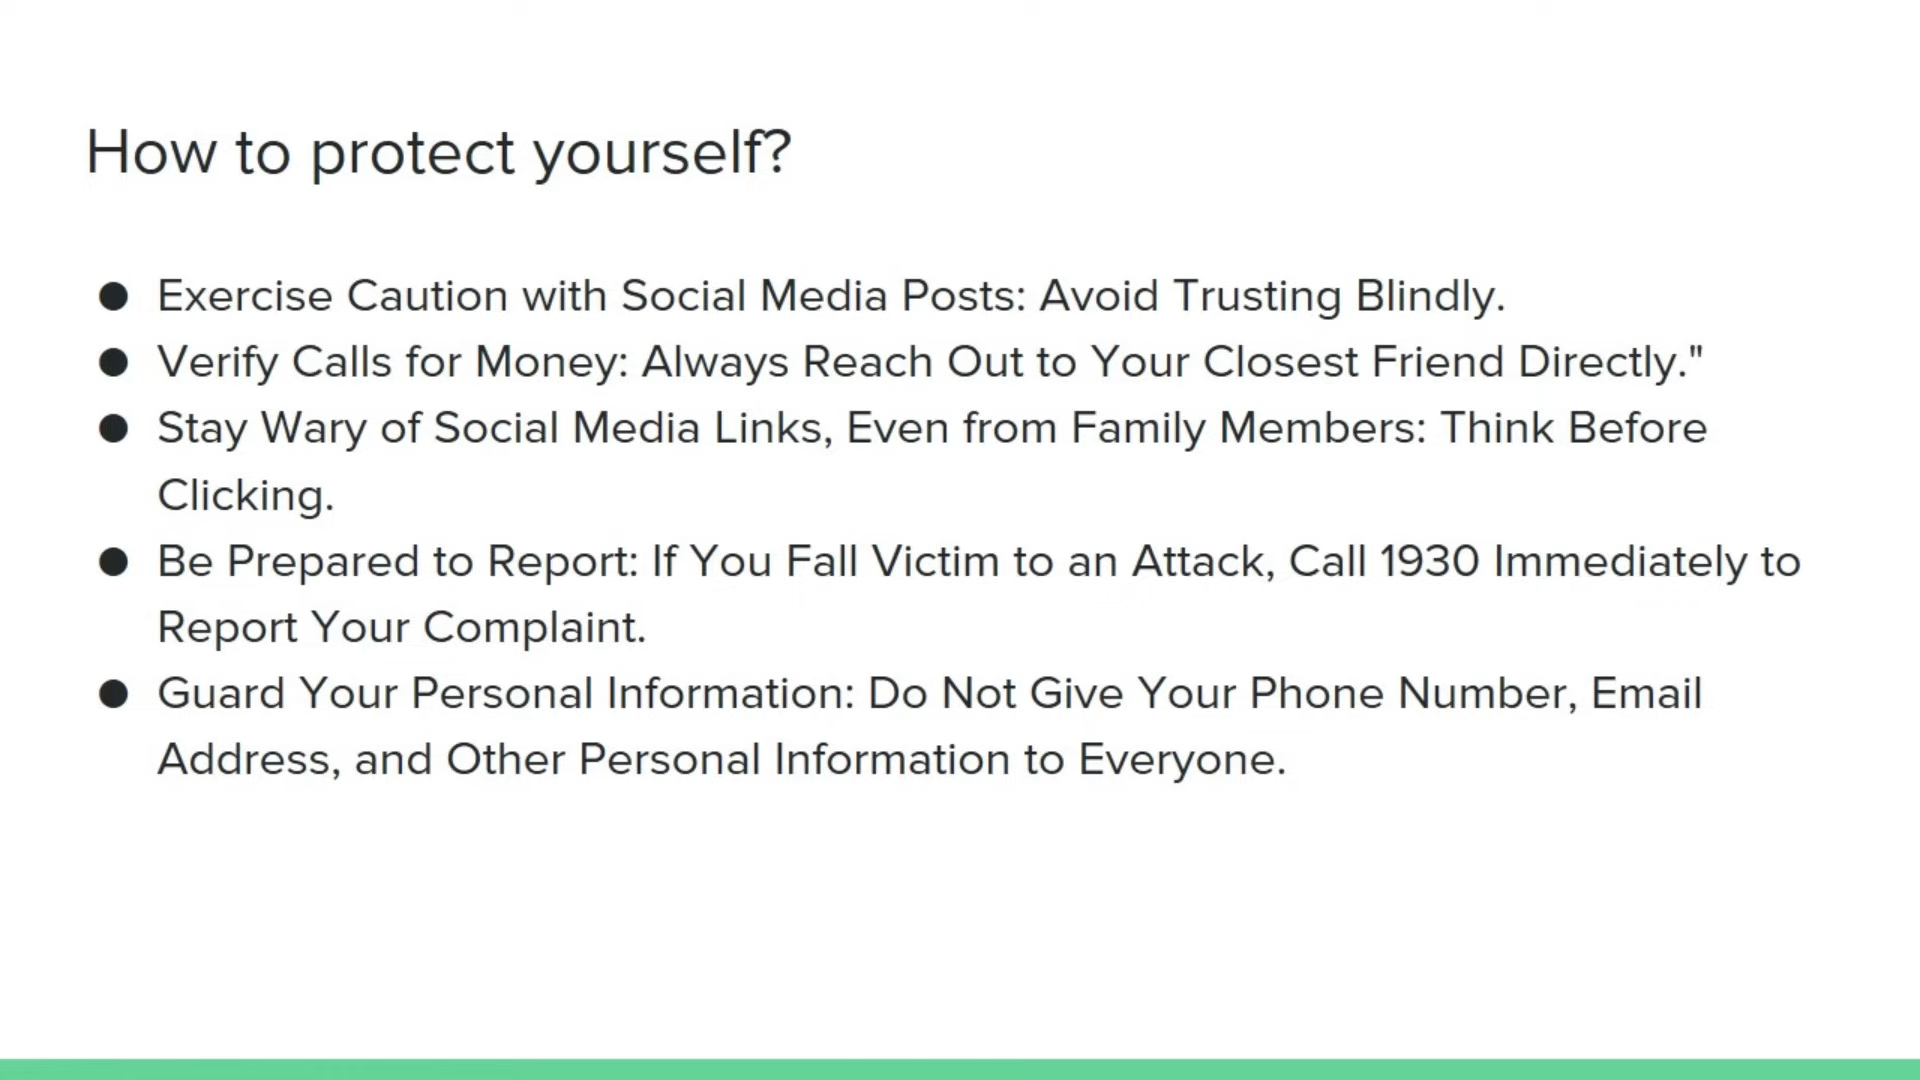 How to protect yourself?
● Exercise Caution with Social Media Posts: Avoid Trusting Blindly.
● Verify Calls for Money: Always Reach Out to Your Closest Friend Directly."
● Stay Wary of Social Media Links, Even from Family Members: Think Before
Clicking.
● Be Prepared to Report: If You Fall Victim to an Attack, Call 1930 Immediately to
Report Your Complaint.
● Guard Your Personal Information: Do Not Give Your Phone Number, Email
Address, and Other Personal Information to Everyone.